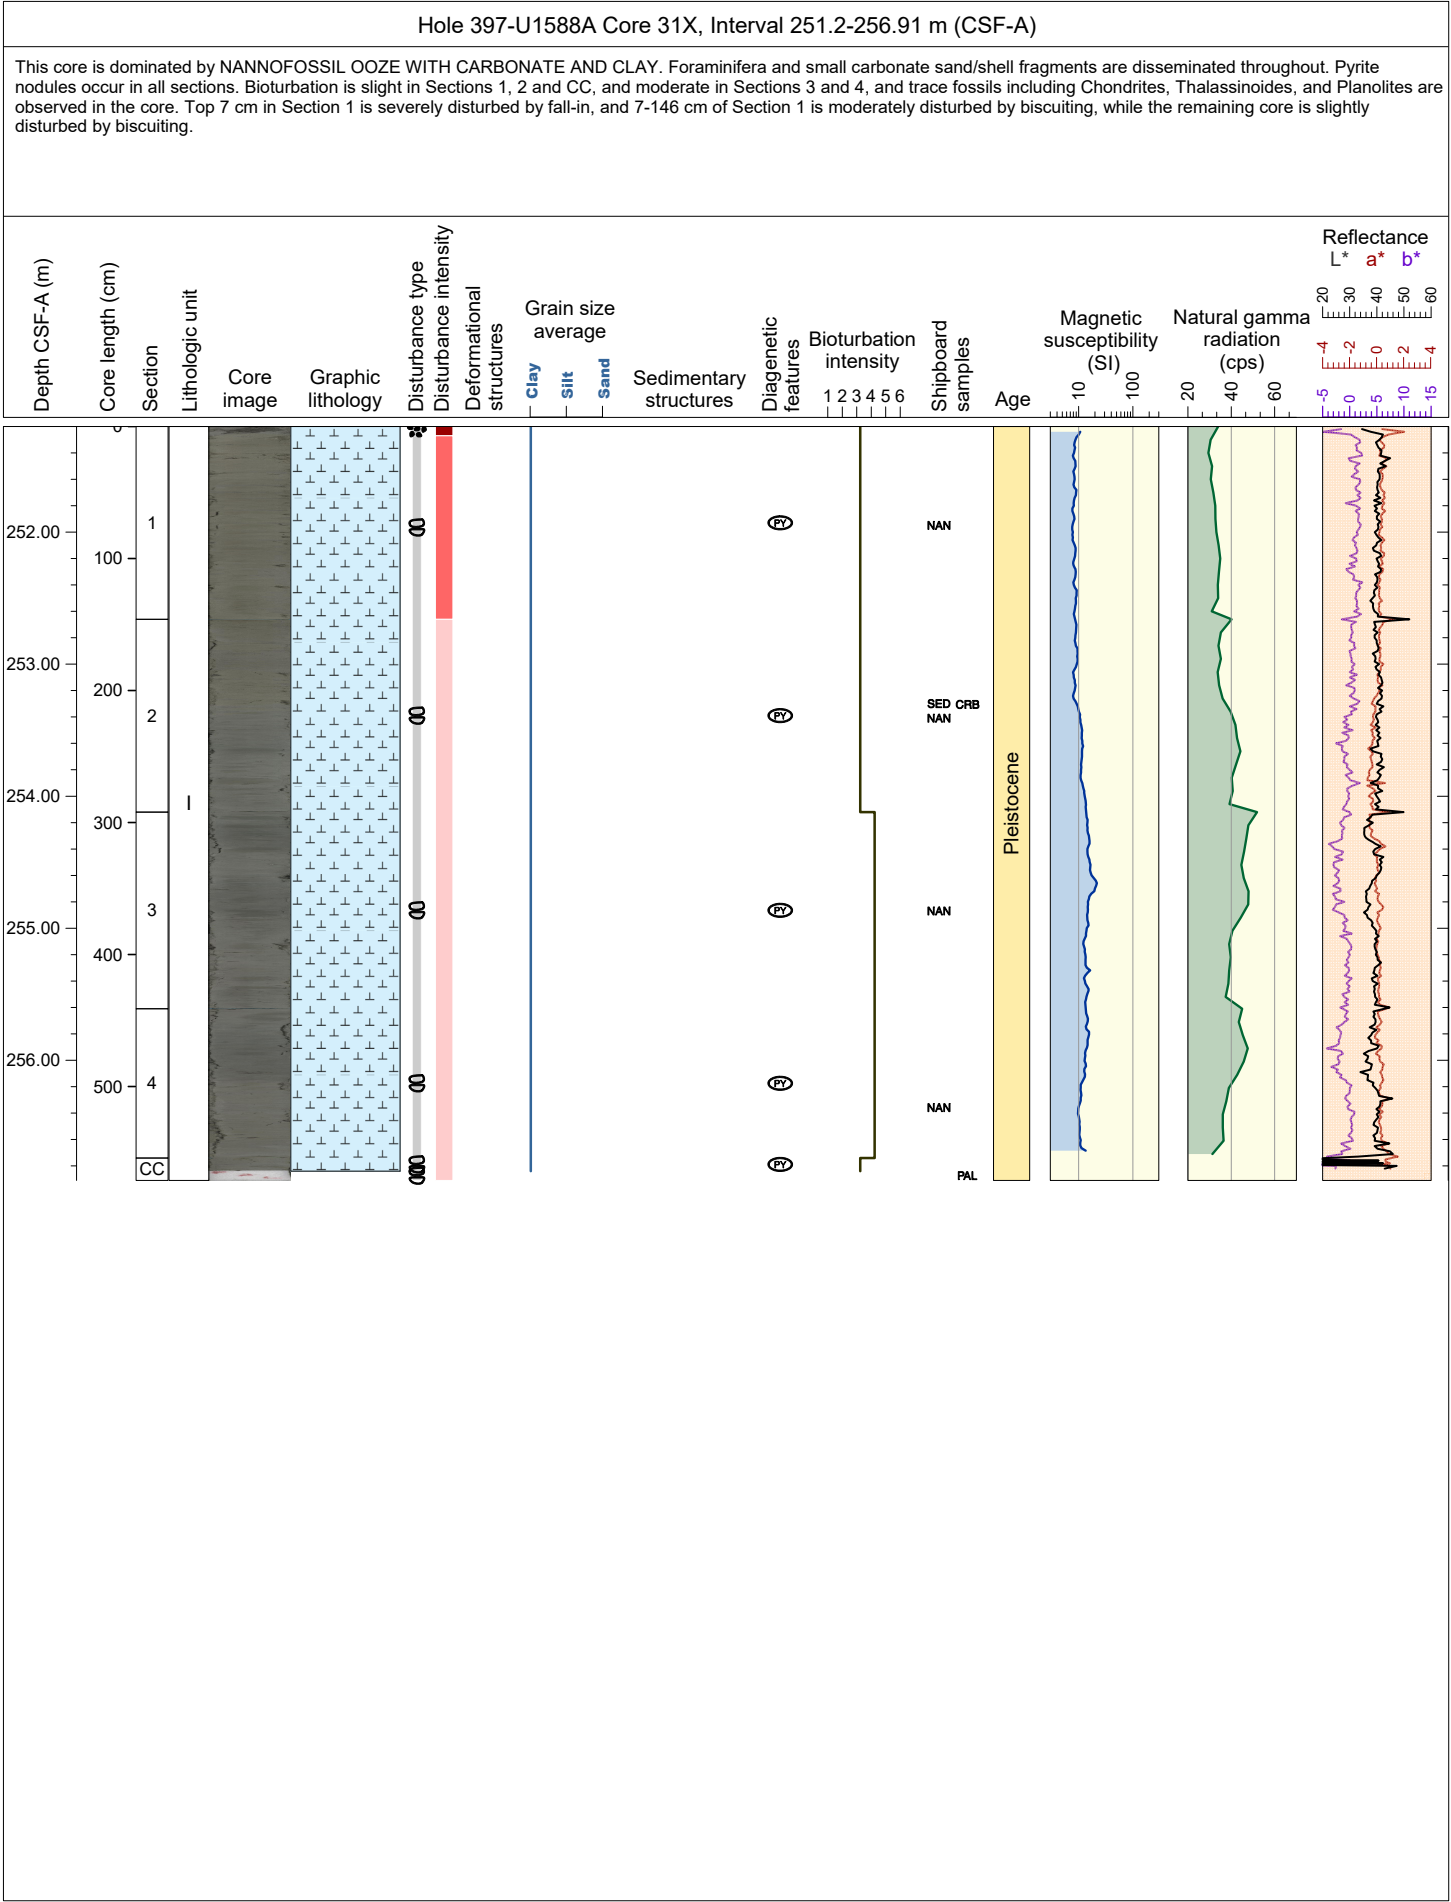 Hole 397-U1588A Core 31X, Interval 251.2-256.91 m (CSF-A)
This core is dominated by NANNOFOSSIL OOZE WITH CARBONATE AND CLAY. Foraminifera and small carbonate sand/shell fragments are disseminated throughout. Pyrite
nodules occur in all sections. Bioturbation is slight in Sections 1, 2 and CC, and moderate in Sections 3 and 4, and trace fossils including Chondrites, Thalassinoides, and Planolites are
observed in the core. Top 7 cm in Section 1 is severely disturbed by fall-in, and 7-146 cm of Section 1 is moderately disturbed by biscuiting, while the remaining core is slightly
disturbed by biscuiting.
Depth CSF-A (m)
Core length (cm)
Section
Lithologic unit
Core
image
Graphic
lithology
Disturbance type
Disturbance intensity
Deformational
structures
Grain size
average
Clay
Silt
Sand
Sedimentary
structures
Diagenetic
features
Bioturbation
intensity
1 2 3 4 5 6
Shipboard
samples
Age
Magnetic
susceptibility
(SI)
10 100
Natural gamma
radiation
(cps)
20 40 60
Reflectance
L* a* b*
20 30 40 50 60
-4 -2 0 2 4
-5 0 5 10 15
252.00
253.00
254.00
255.00
256.00
0
100
200
300
400
500
1
2
3
4
CC
I
PY
PY
PY
PY
PY
NAN
SED CRB
NAN
NAN
NAN
PAL
Pleistocene